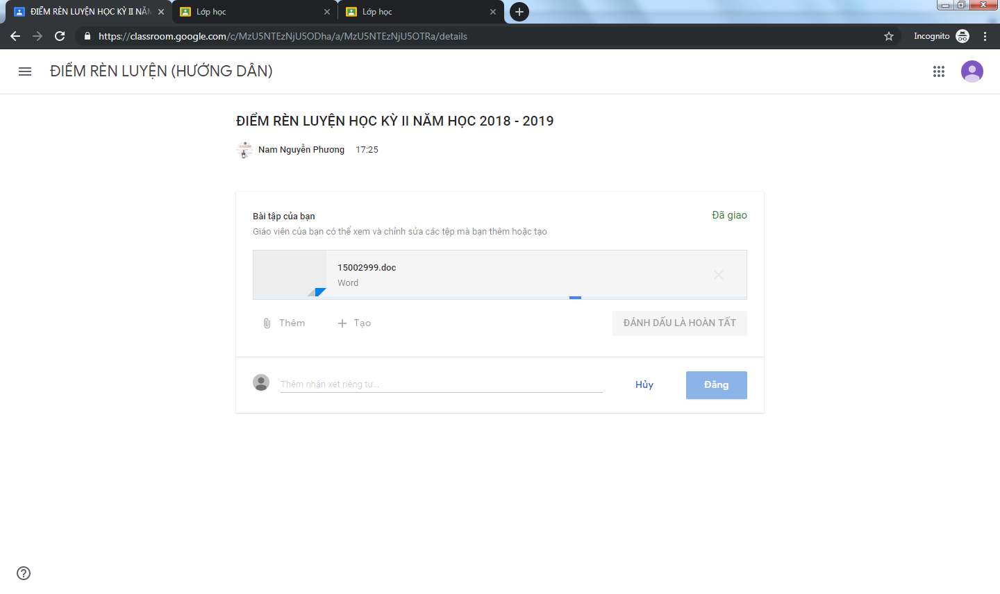 ĐIỂM RÈN LUYỆN HỌC KỲ II NĂM
Lớp học
Lớp học
https://classroom.google.com/c/MzU5NTEzNjU5ODha/a/MzU5NTEzNjU5OTRa/details
Incognito
ĐIỂM RÈN LUYỆN (HƯỚNG DẪN)
ĐIỂM RÈN LUYỆN HỌC KỲ II NĂM HỌC 2018 - 2019
Nam Nguyễn Phương 17:25
Bài tập của bạn
Đã giao
Giáo viên của bạn có thể xem và chỉnh sửa các tệp mà bạn thêm hoặc tạo
15002999.doc
Word
Thêm
Tạo
ĐÁNH DẤU LÀ HOÀN TẤT
Thêm nhận xét riêng tư...
Hủy
Đăng